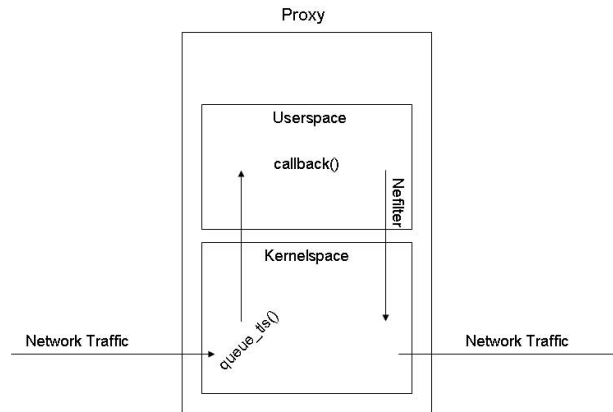 Proxy
Userspace
callback()
Nefilter
Kernelspace
queue_tls()
Network Traffic
Network Traffic